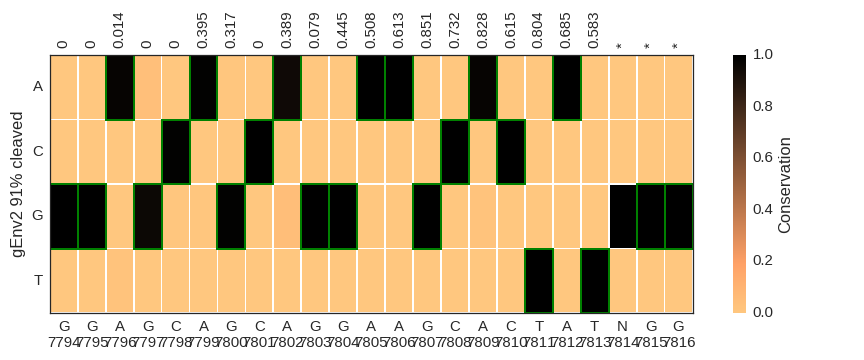 0 0 0.014 0 0 0.395 0.317 0 0.389 0.079 0.445 0.508 0.613 0.851 0.732 0.828 0.615 0.804 0.685 0.583 * * *
gEnv2 91% cleaved
A
C
G
T
G G A G C A G C A G G A A G C A C T A T N G G
7794 7795 7796 7797 7798 7799 7800 7801 7802 7803 7804 7805 7806 7807 7808 7809 7810 7811 7812 7813 7814 7815 7816
1.0
0.8
0.6
0.4
0.2
0.0
Conservation